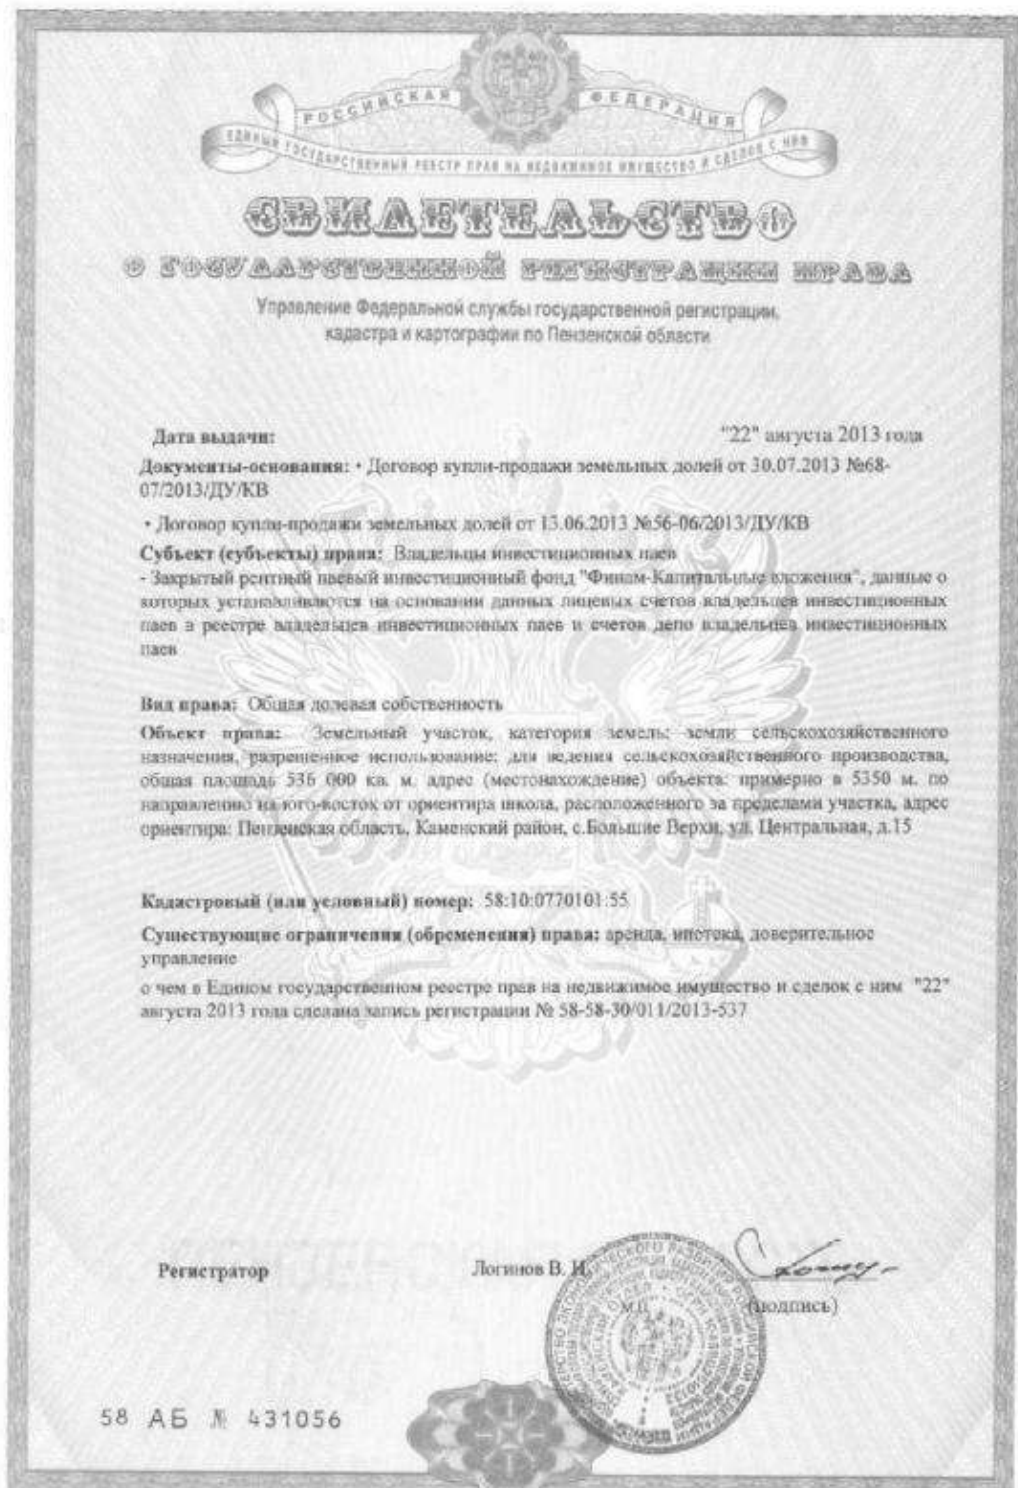 РОССИЙСКАЯ ФЕДЕРАЦИЯ
ЕДИНЫЙ ГОСУДАРСТВЕННЫЙ РЕЕСТР ПРАВ НА НЕДВИЖИМОЕ ИМУЩЕСТВО И СДЕЛОК С НИМ
СВИДЕТЕЛЬСТВО
О ГОСУДАРСТВЕННОЙ РЕГИСТРАЦИИ ПРАВА
Управление Федеральной службы государственной регистрации,
кадастра и картографии по Пензенской области
Дата выдачи: "22" августа 2013 года
Документы-основания: • Договор купли-продажи земельных долей от 30.07.2013 №68-
07/2013/ДУ/КВ
• Договор купли-продажи земельных долей от 13.06.2013 №56-06/2013/ДУ/КВ
Субъект (субъекты) права: Владельцы инвестиционных паев
- Закрытый рентный паевый инвестиционный фонд "Финам-Капитальные вложения", данные о
которых устанавливаются на основании данных лицевых счетов владельцев инвестиционных
паев в реестре владельцев инвестиционных паев и счетов депо владельцев инвестиционных
паев
Вид права: Общая долевая собственность
Объект права: Земельный участок, категория земель: земли сельскохозяйственного
назначения, разрешенное использование: для ведения сельскохозяйственного производства,
общая площадь 536 000 кв. м. адрес (местонахождение) объекта: примерно в 5350 м. по
направлению на юго-восток от ориентира школа, расположенного за пределами участка, адрес
ориентира: Пензенская область, Каменский район, с.Большие Верхи, ул. Центральная, д.15
Кадастровый (или условный) номер: 58:10:0770101:55
Существующие ограничения (обременения) права: аренда, ипотека, доверительное
управление
о чем в Едином государственном реестре прав на недвижимое имущество и сделок с ним "22"
августа 2013 года сделана запись регистрации № 58-58-30/011/2013-537
Регистратор Логинов В. И.
М.П. (подпись)
58 АБ № 431056